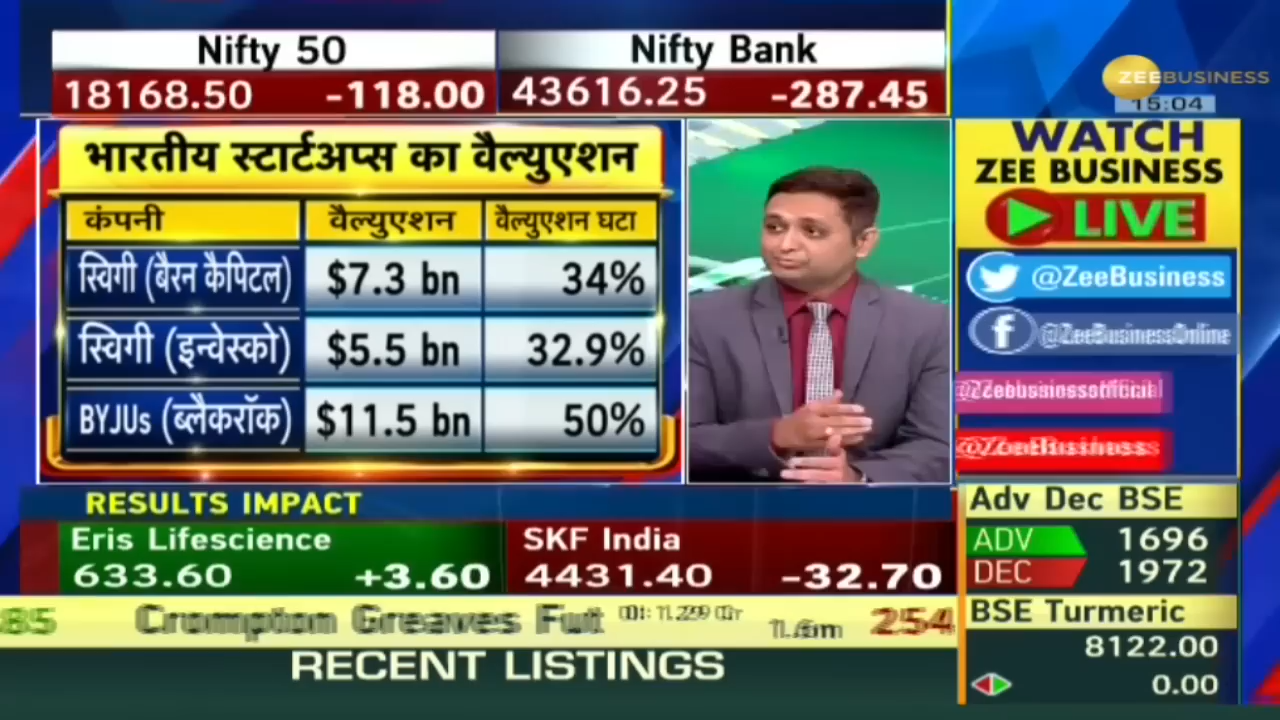 Nifty 50
18168.50 -118.00
Nifty Bank
43616.25 -287.45
ZEEBUSINESS
15:04
भारतीय स्टार्टअप्स का वैल्युएशन
कंपनी वैल्युएशन वैल्युएशन घटा
स्विगी (बैरन कैपिटल) $7.3 bn 34%
स्विगी (इन्वेस्को) $5.5 bn 32.9%
BYJUs (ब्लैकरॉक) $11.5 bn 50%
WATCH
ZEE BUSINESS
LIVE
@ZeeBusiness
@ZeeBusinessOnline
RESULTS IMPACT
Eris Lifescience
633.60 +3.60
SKF India
4431.40 -32.70
Adv Dec BSE
ADV 1696
DEC 1972
BSE Turmeric
8122.00
0.00
85 Crompton Greaves Fut 254
RECENT LISTINGS